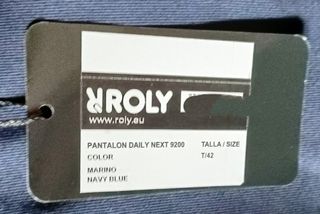 ROLY
www.roly.eu
PANTALON DAILY NEXT 9200 TALLA / SIZE
COLOR T/42
MARINO
NAVY BLUE